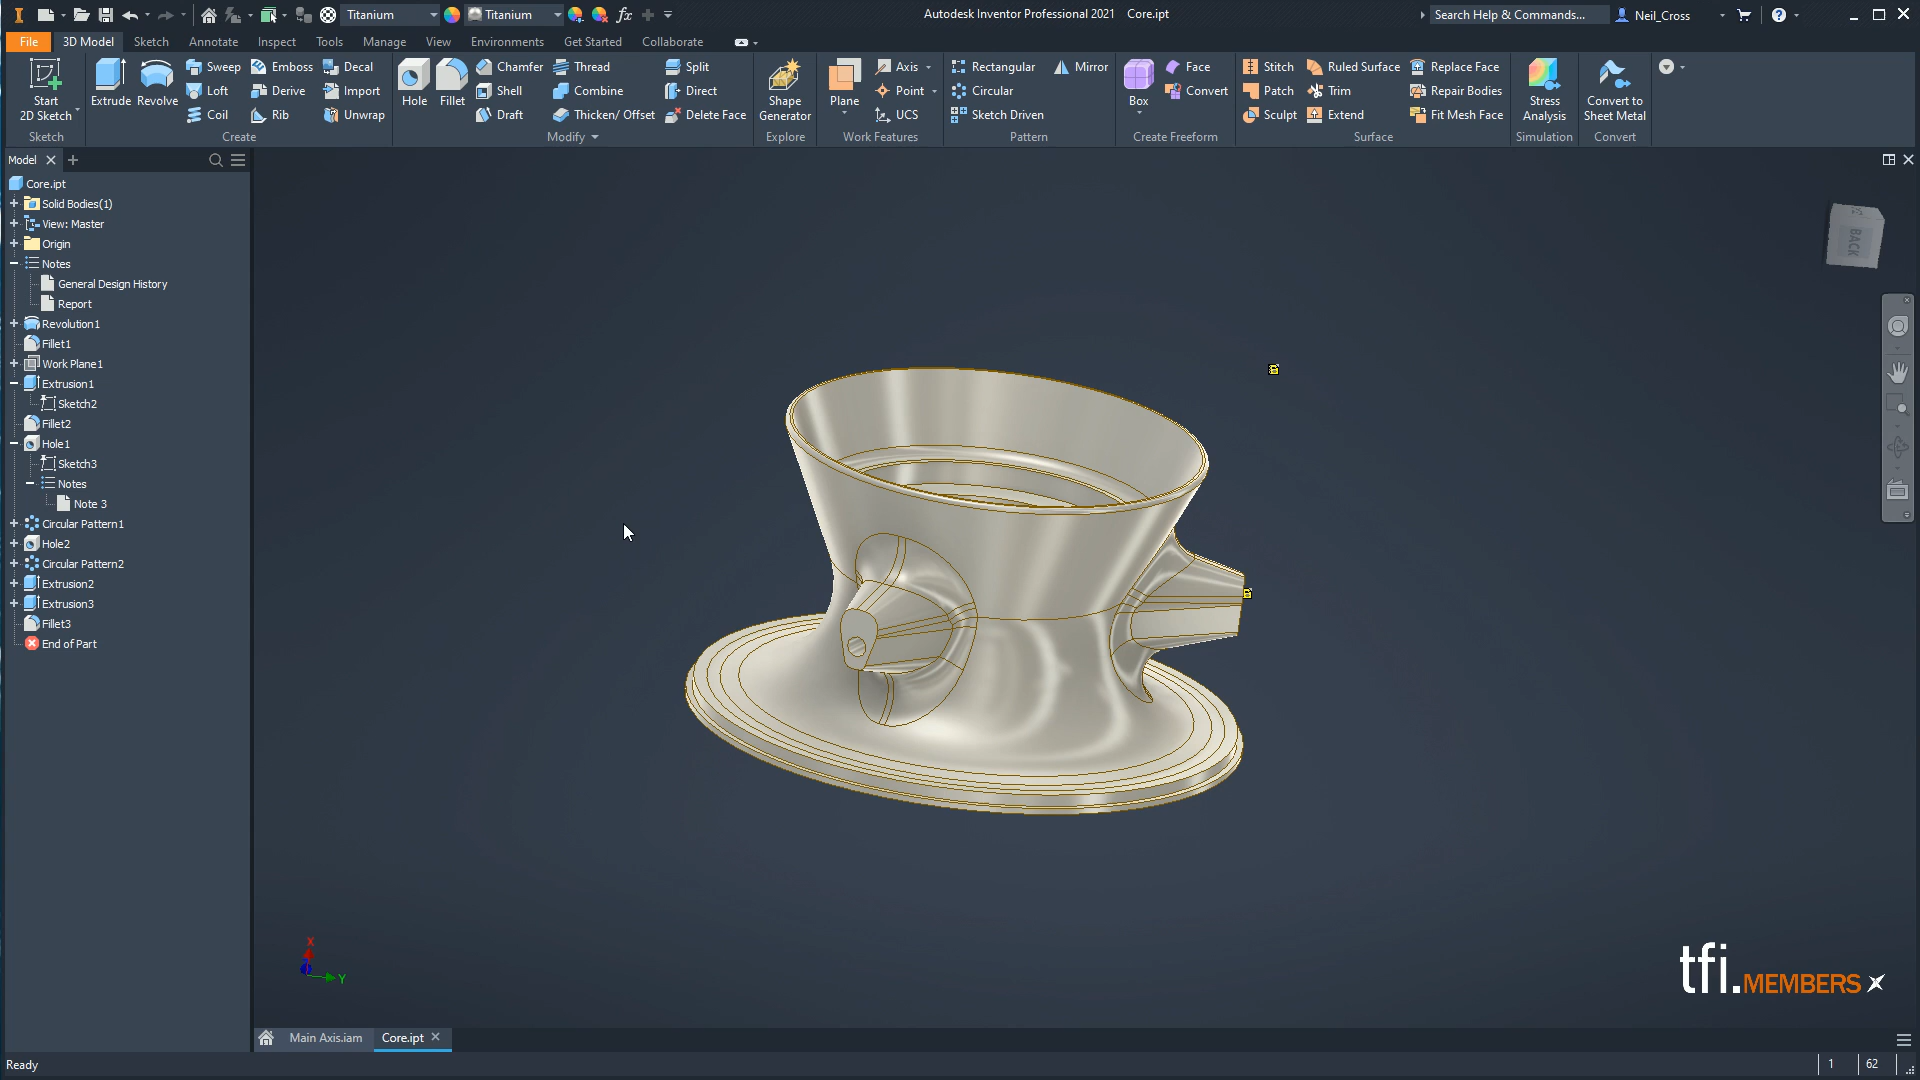 Titanium
Titanium
fx
Autodesk Inventor Professional 2021 Core.ipt
Search Help & Commands...
Neil_Cross
File
3D Model
Sketch
Annotate
Inspect
Tools
Manage
View
Environments
Get Started
Collaborate
Start
2D Sketch
Sketch
Extrude
Revolve
Sweep
Loft
Coil
Emboss
Derive
Rib
Decal
Import
Unwrap
Create
Hole
Fillet
Chamfer
Shell
Draft
Thread
Combine
Thicken/ Offset
Split
Direct
Delete Face
Modify
Shape
Generator
Explore
Plane
Axis
Point
UCS
Work Features
Rectangular
Circular
Sketch Driven
Mirror
Pattern
Box
Face
Convert
Create Freeform
Stitch
Patch
Sculpt
Ruled Surface
Trim
Extend
Replace Face
Repair Bodies
Fit Mesh Face
Surface
Stress
Analysis
Simulation
Convert to
Sheet Metal
Convert
Model
Core.ipt
Solid Bodies(1)
View: Master
Origin
Notes
General Design History
Report
Revolution1
Fillet1
Work Plane1
Extrusion1
Sketch2
Fillet2
Hole1
Sketch3
Notes
Note 3
Circular Pattern1
Hole2
Circular Pattern2
Extrusion2
Extrusion3
Fillet3
End of Part
BACK
X
Y
tfi.MEMBERS
Main Axis.iam
Core.ipt
Ready
1
62